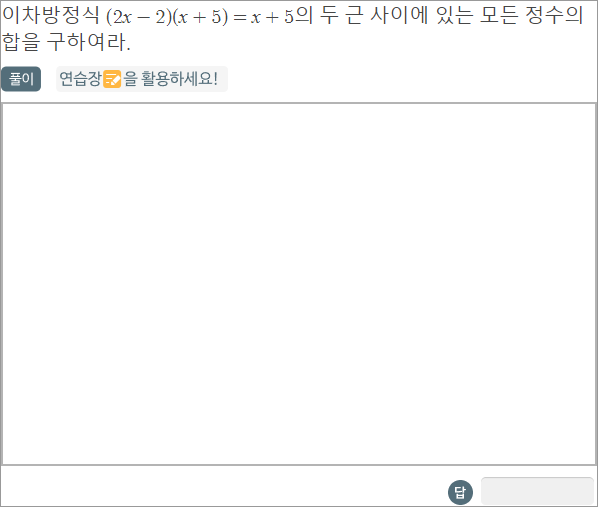 이차방정식 (2x − 2)(x + 5) = x + 5의 두 근 사이에 있는 모든 정수의
합을 구하여라.
풀이 연습장을 활용하세요!
답